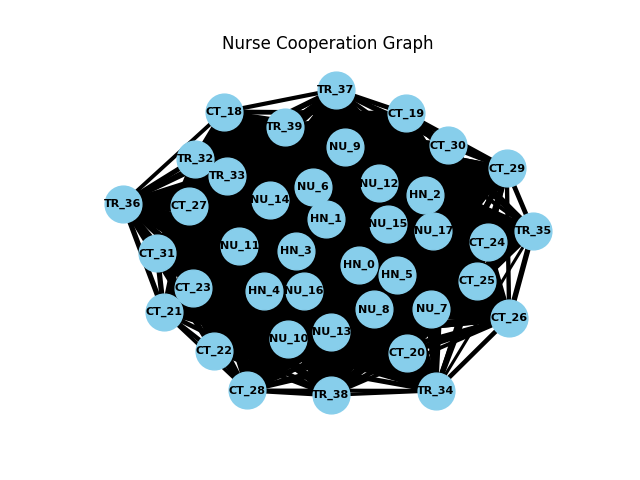 Nurse Cooperation Graph
TR_37
CT_18
CT_19
TR_39
CT_30
NU_9
TR_32
CT_29
TR_33
NU_12
NU_6
HN_2
NU_14
TR_36
CT_27
HN_1
NU_15
NU_17
TR_35
CT_24
NU_11
HN_3
CT_31
HN_0
HN_5
CT_25
CT_23
HN_4
NU_16
NU_8
NU_7
CT_21
CT_26
NU_13
NU_10
CT_22
CT_20
CT_28
TR_34
TR_38